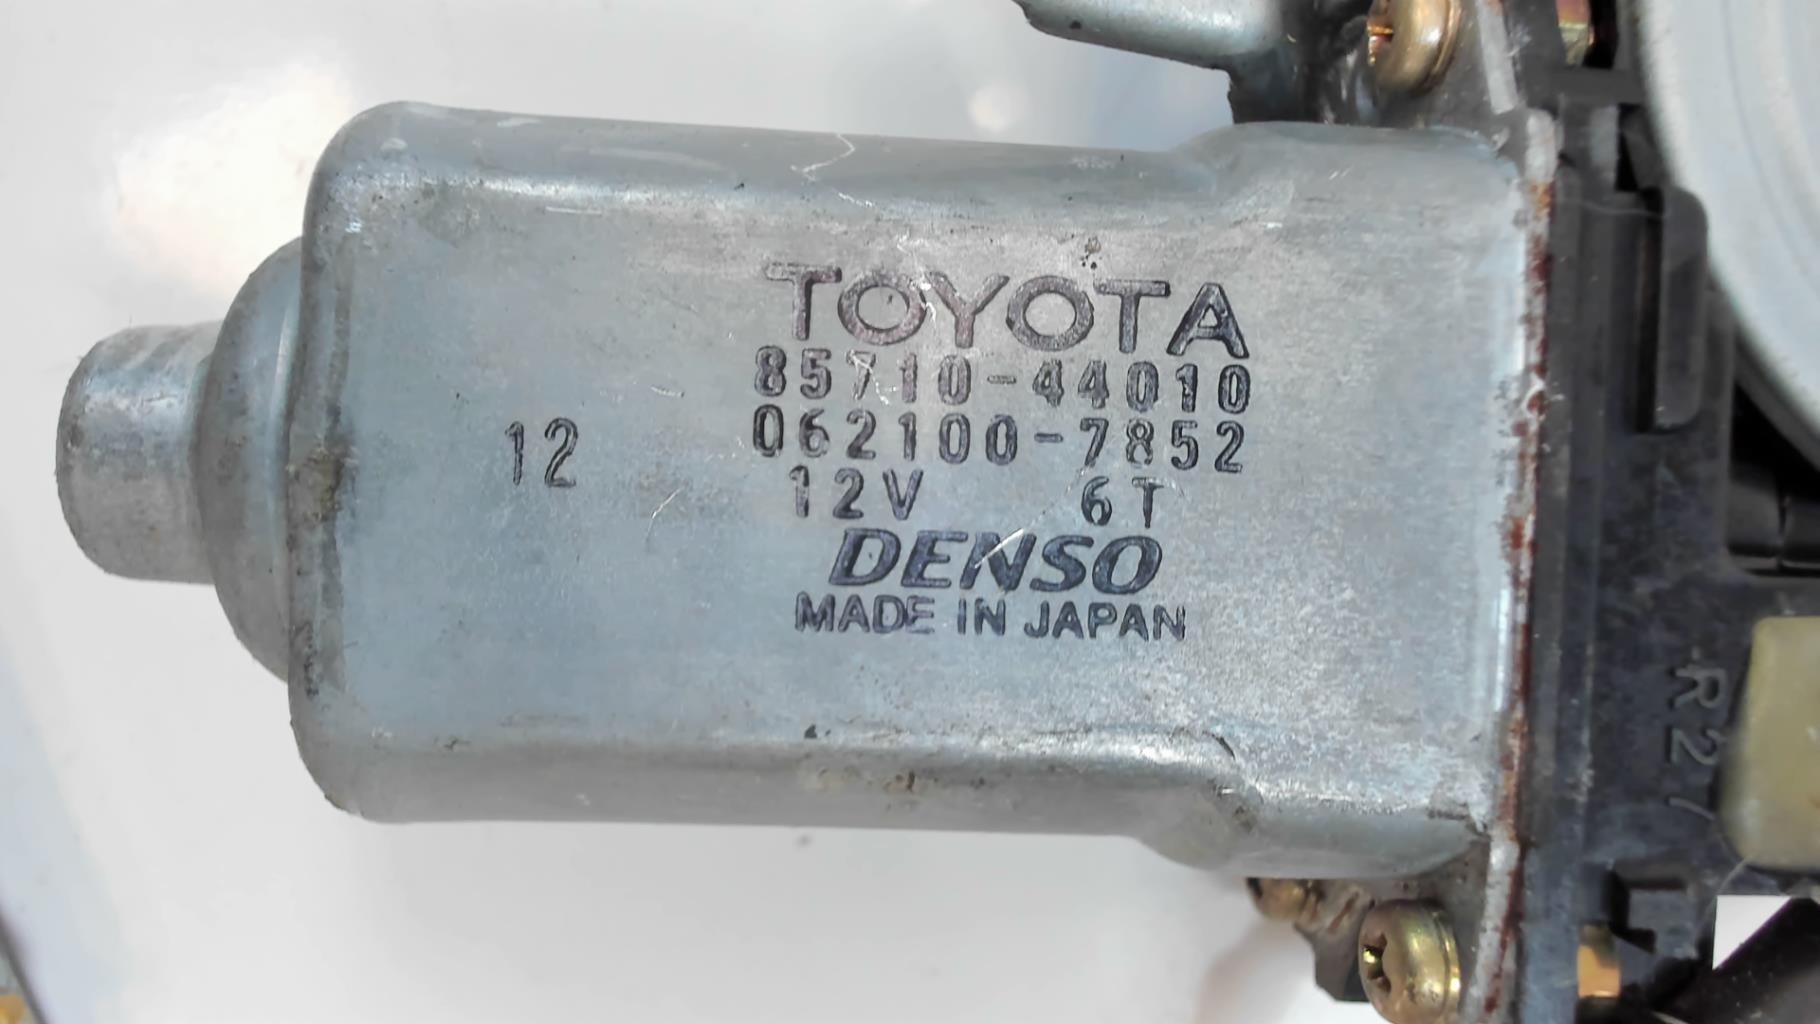 TOYOTA
85710-44010
062100-7852
12
12V 6T
DENSO
MADE IN JAPAN
R27